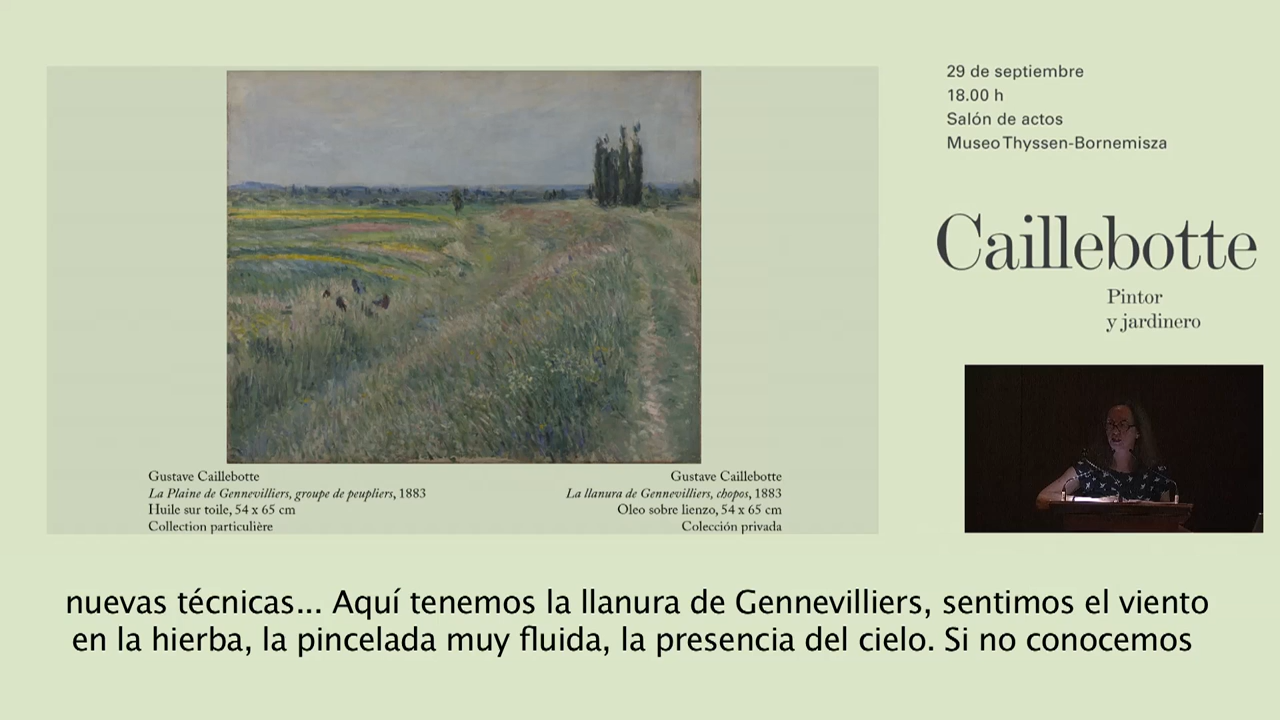 29 de septiembre
18.00 h
Salón de actos
Museo Thyssen-Bornemisza
Caillebotte
Pintor
y jardinero
Gustave Caillebotte
La Plaine de Gennevilliers, groupe de peupliers, 1883
Huile sur toile, 54 x 65 cm
Collection particulière
Gustave Caillebotte
La llanura de Gennevilliers, chopos, 1883
Oleo sobre lienzo, 54 x 65 cm
Colección privada
nuevas técnicas... Aquí tenemos la llanura de Gennevilliers, sentimos el viento
en la hierba, la pincelada muy fluida, la presencia del cielo. Si no conocemos